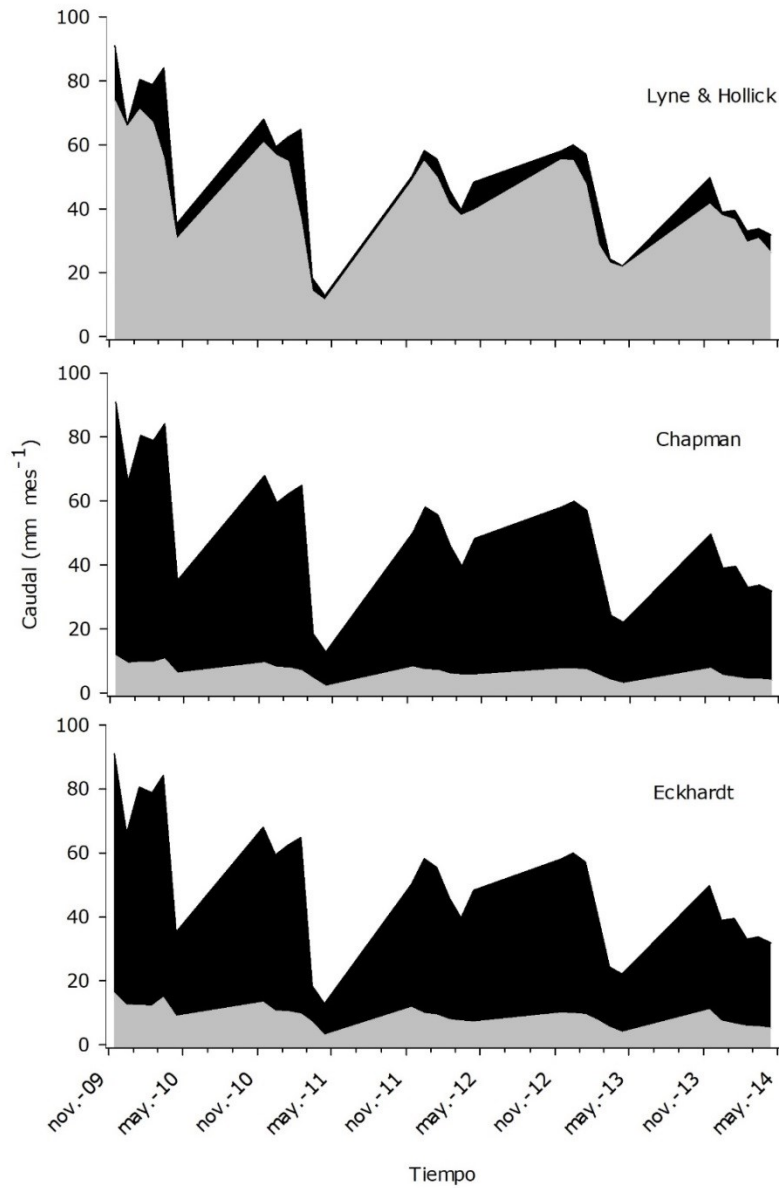 100
80
60
40
20
0
Lyne & Hollick
100
80
60
40
20
0
Chapman
Caudal (mm mes⁻¹)
100
80
60
40
20
0
Eckhardt
nov.-09
may.-10
nov.-10
may.-11
nov.-11
may.-12
nov.-12
may.-13
nov.-13
may.-14
Tiempo